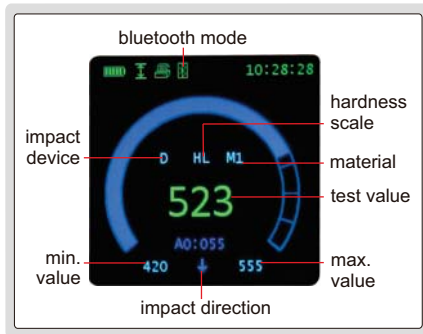 bluetooth mode
10:28:28
hardness
scale
impact
device
D HL M1
material
523
test value
A0:055
min.
value
420
555
max.
value
impact direction